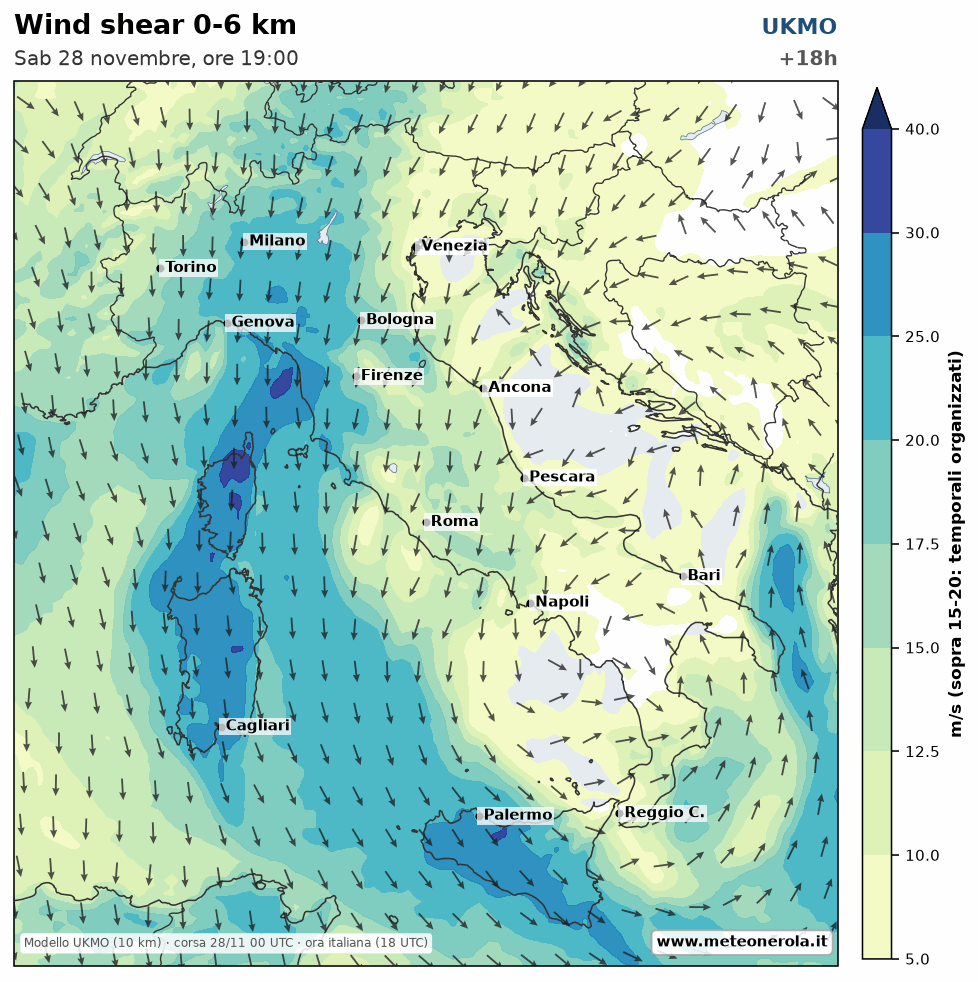 Wind shear 0-6 km
UKMO
Sab 28 novembre, ore 19:00
+18h
Milano
Venezia
Torino
Genova
Bologna
Firenze
Ancona
Pescara
Roma
Bari
Napoli
Cagliari
Palermo
Reggio C.
40.0
30.0
25.0
20.0
17.5
15.0
12.5
10.0
5.0
m/s (sopra 15-20: temporali organizzati)
Modello UKMO (10 km) · corsa 28/11 00 UTC · ora italiana (18 UTC)
www.meteonerola.it